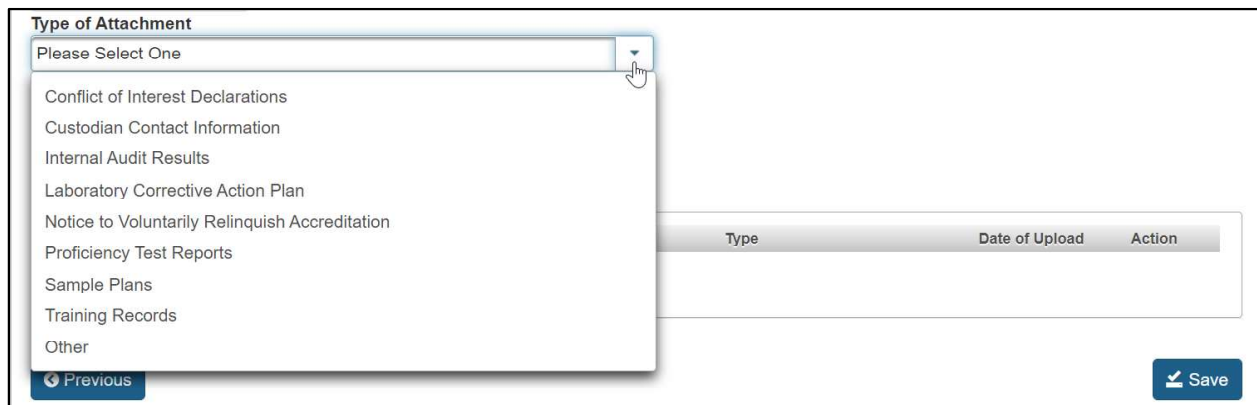 Type of Attachment
Please Select One
Conflict of Interest Declarations
Custodian Contact Information
Internal Audit Results
Laboratory Corrective Action Plan
Notice to Voluntarily Relinquish Accreditation
Proficiency Test Reports
Sample Plans
Training Records
Other
Type Date of Upload Action
Previous
Save